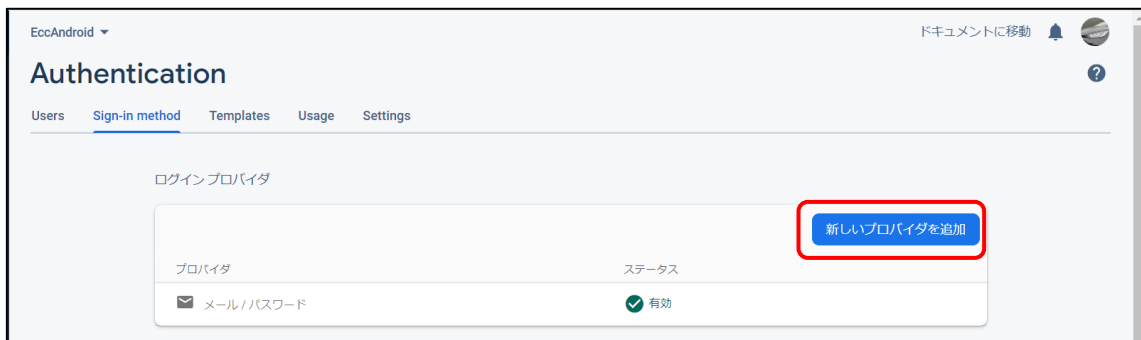 EccAndroid
ドキュメントに移動
Authentication
Users Sign-in method Templates Usage Settings
ログイン プロバイダ
新しいプロバイダを追加
プロバイダ ステータス
メール / パスワード 有効